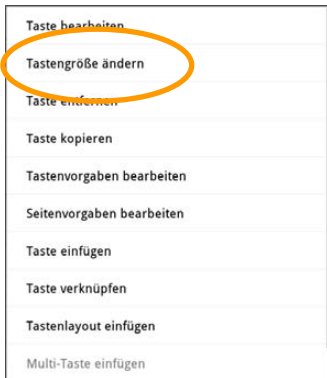 Taste bearbeiten
Tastengröße ändern
Taste entfernen
Taste kopieren
Tastenvorgaben bearbeiten
Seitenvorgaben bearbeiten
Taste einfügen
Taste verknüpfen
Tastenlayout einfügen
Multi-Taste einfügen